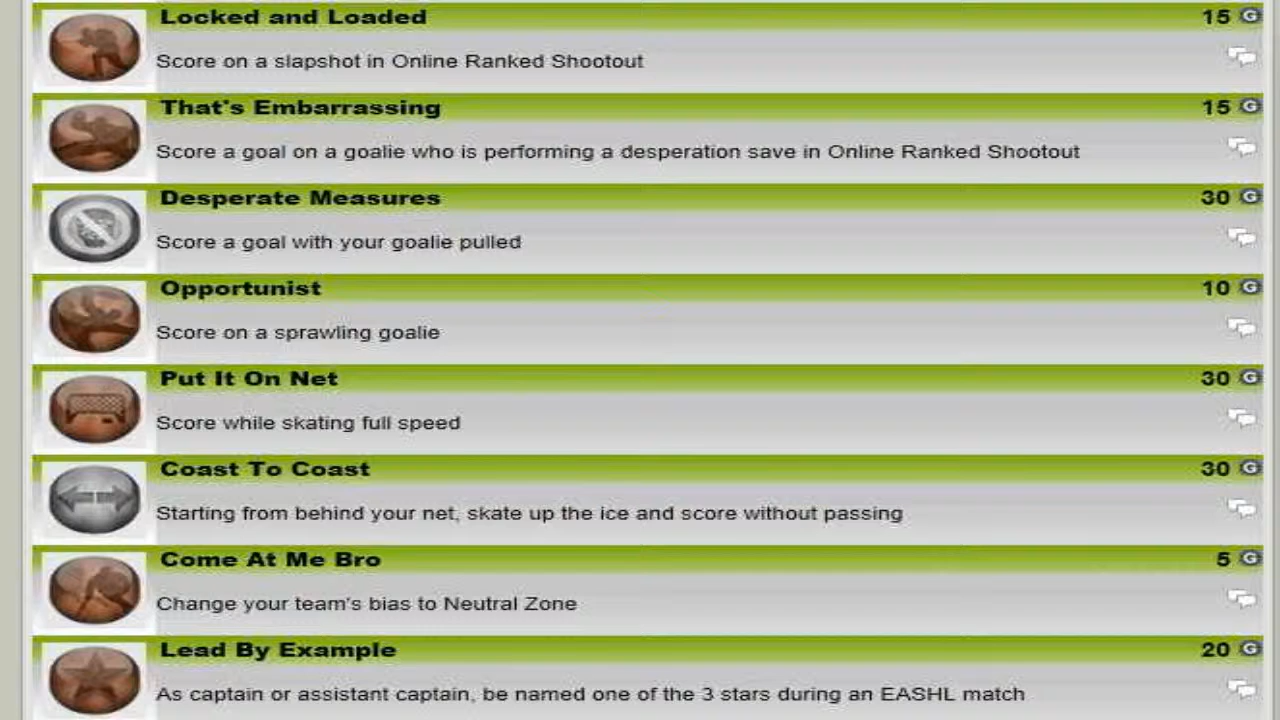 Locked and Loaded 15 G
Score on a slapshot in Online Ranked Shootout
That's Embarrassing 15 G
Score a goal on a goalie who is performing a desperation save in Online Ranked Shootout
Desperate Measures 30 G
Score a goal with your goalie pulled
Opportunist 10 G
Score on a sprawling goalie
Put It On Net 30 G
Score while skating full speed
Coast To Coast 30 G
Starting from behind your net, skate up the ice and score without passing
Come At Me Bro 5 G
Change your team's bias to Neutral Zone
Lead By Example 20 G
As captain or assistant captain, be named one of the 3 stars during an EASHL match